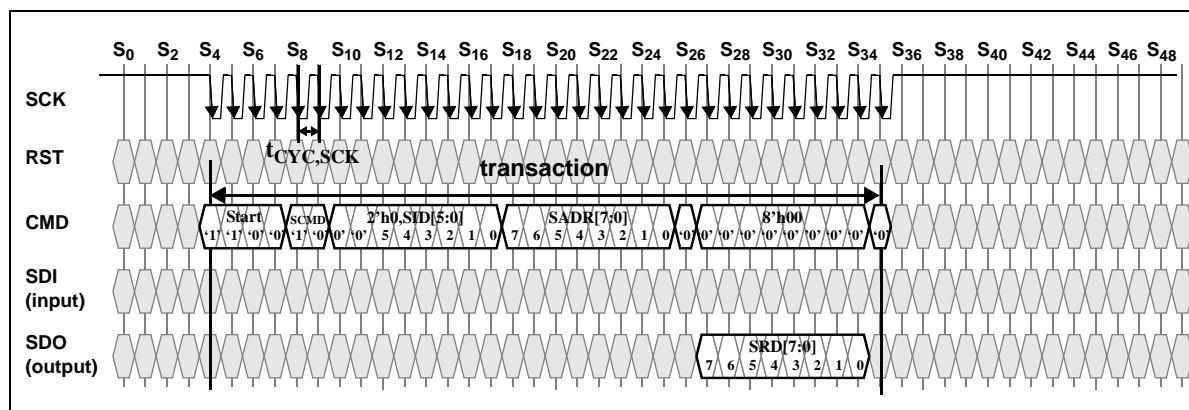 S0 S2 S4 S6 S8 S10 S12 S14 S16 S18 S20 S22 S24 S26 S28 S30 S32 S34 S36 S38 S40 S42 S44 S46 S48
SCK
tCYC,SCK
RST
transaction
CMD
Start SCMD 2'h0,SID[5:0] SADR[7:0] 8'h00
‘1’ ‘1’ ‘0’ ‘0’ ‘1’ ‘0’ ‘0’ ‘0’ 5 4 3 2 1 0 7 6 5 4 3 2 1 0 ‘0’ ‘0’ ‘0’ ‘0’ ‘0’ ‘0’ ‘0’ ‘0’ ‘0’ ‘0’
SDI
(input)
SDO
(output)
SRD[7:0]
7 6 5 4 3 2 1 0